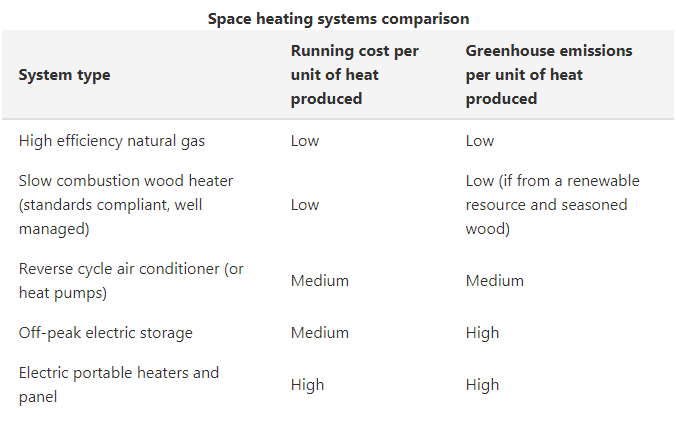 Space heating systems comparison
System type
Running cost per
unit of heat
produced
Greenhouse emissions
per unit of heat
produced
High efficiency natural gas
Low
Low
Slow combustion wood heater
(standards compliant, well
managed)
Low
Low (if from a renewable
resource and seasoned
wood)
Reverse cycle air conditioner (or
heat pumps)
Medium
Medium
Off-peak electric storage
Medium
High
Electric portable heaters and
panel
High
High